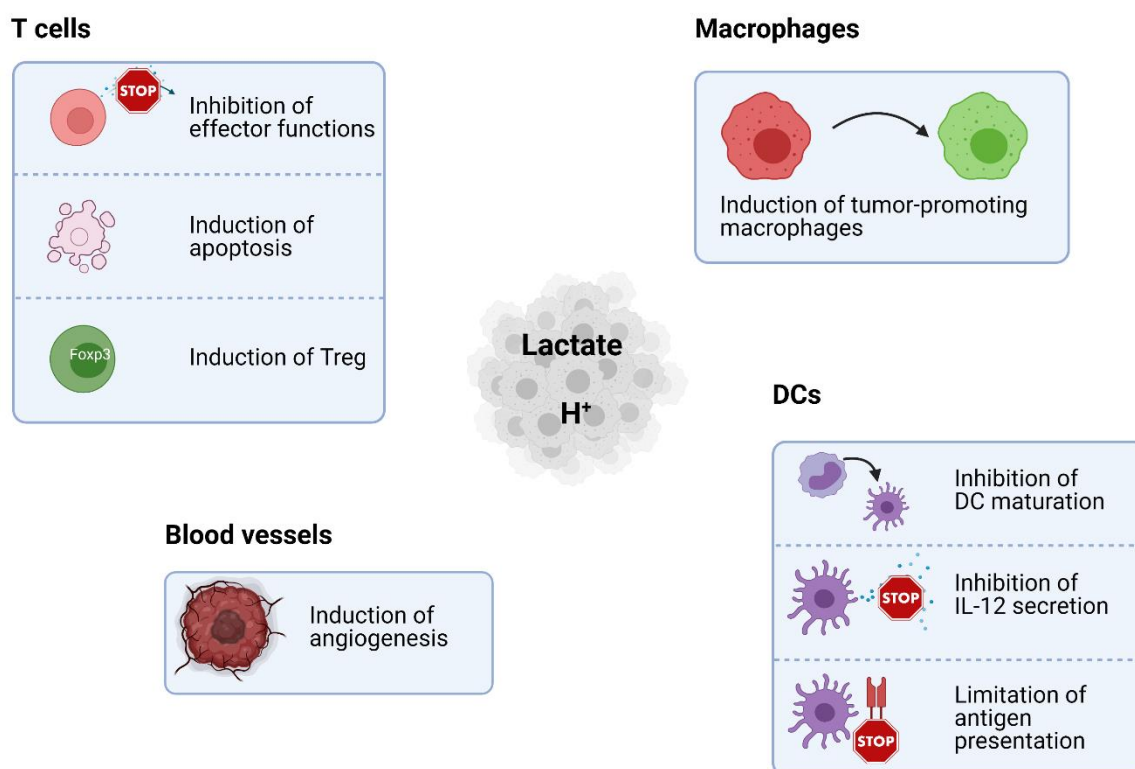 T cells
STOP
Inhibition of
effector functions
Induction of
apoptosis
Foxp3
Induction of Treg
Macrophages
Induction of tumor-promoting
macrophages
Lactate
H⁺
Blood vessels
Induction of
angiogenesis
DCs
Inhibition of
DC maturation
STOP
Inhibition of
IL-12 secretion
STOP
Limitation of
antigen
presentation